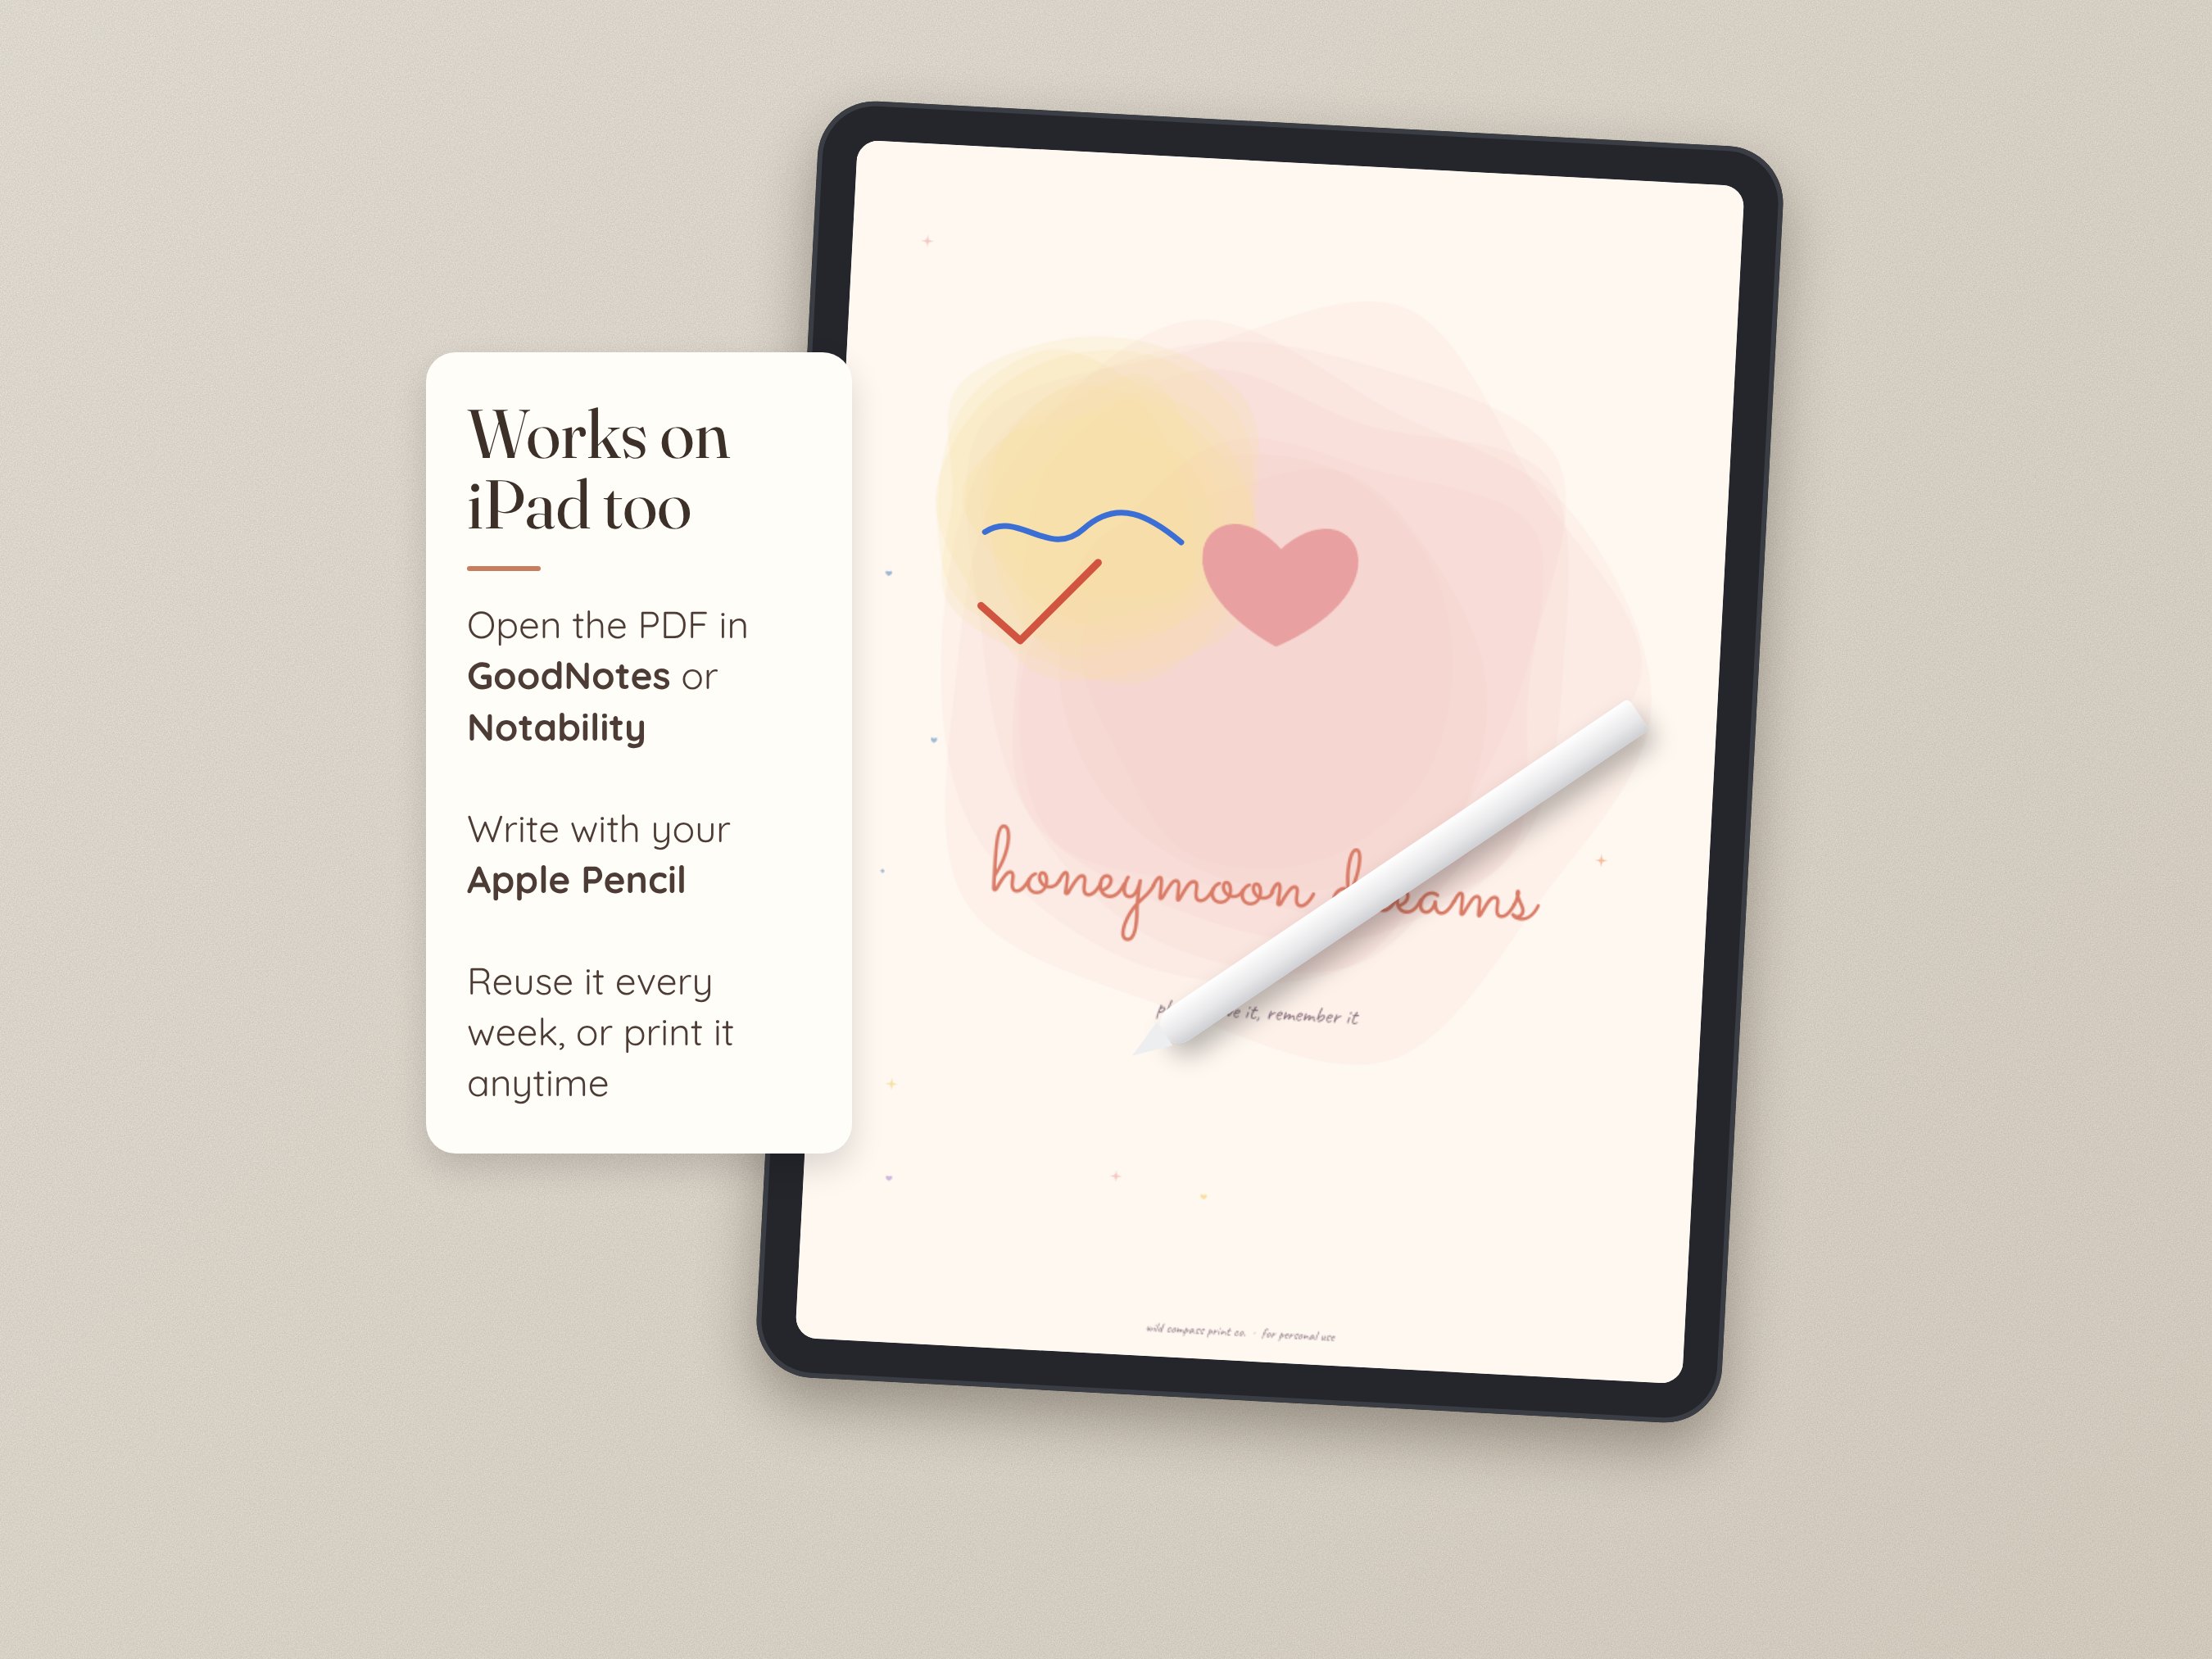 Works on
iPad too
Open the PDF in
GoodNotes or
Notability
Write with your
Apple Pencil
Reuse it every
week, or print it
anytime
honeymoon
it, remember it
wild compass print co. · for personal use